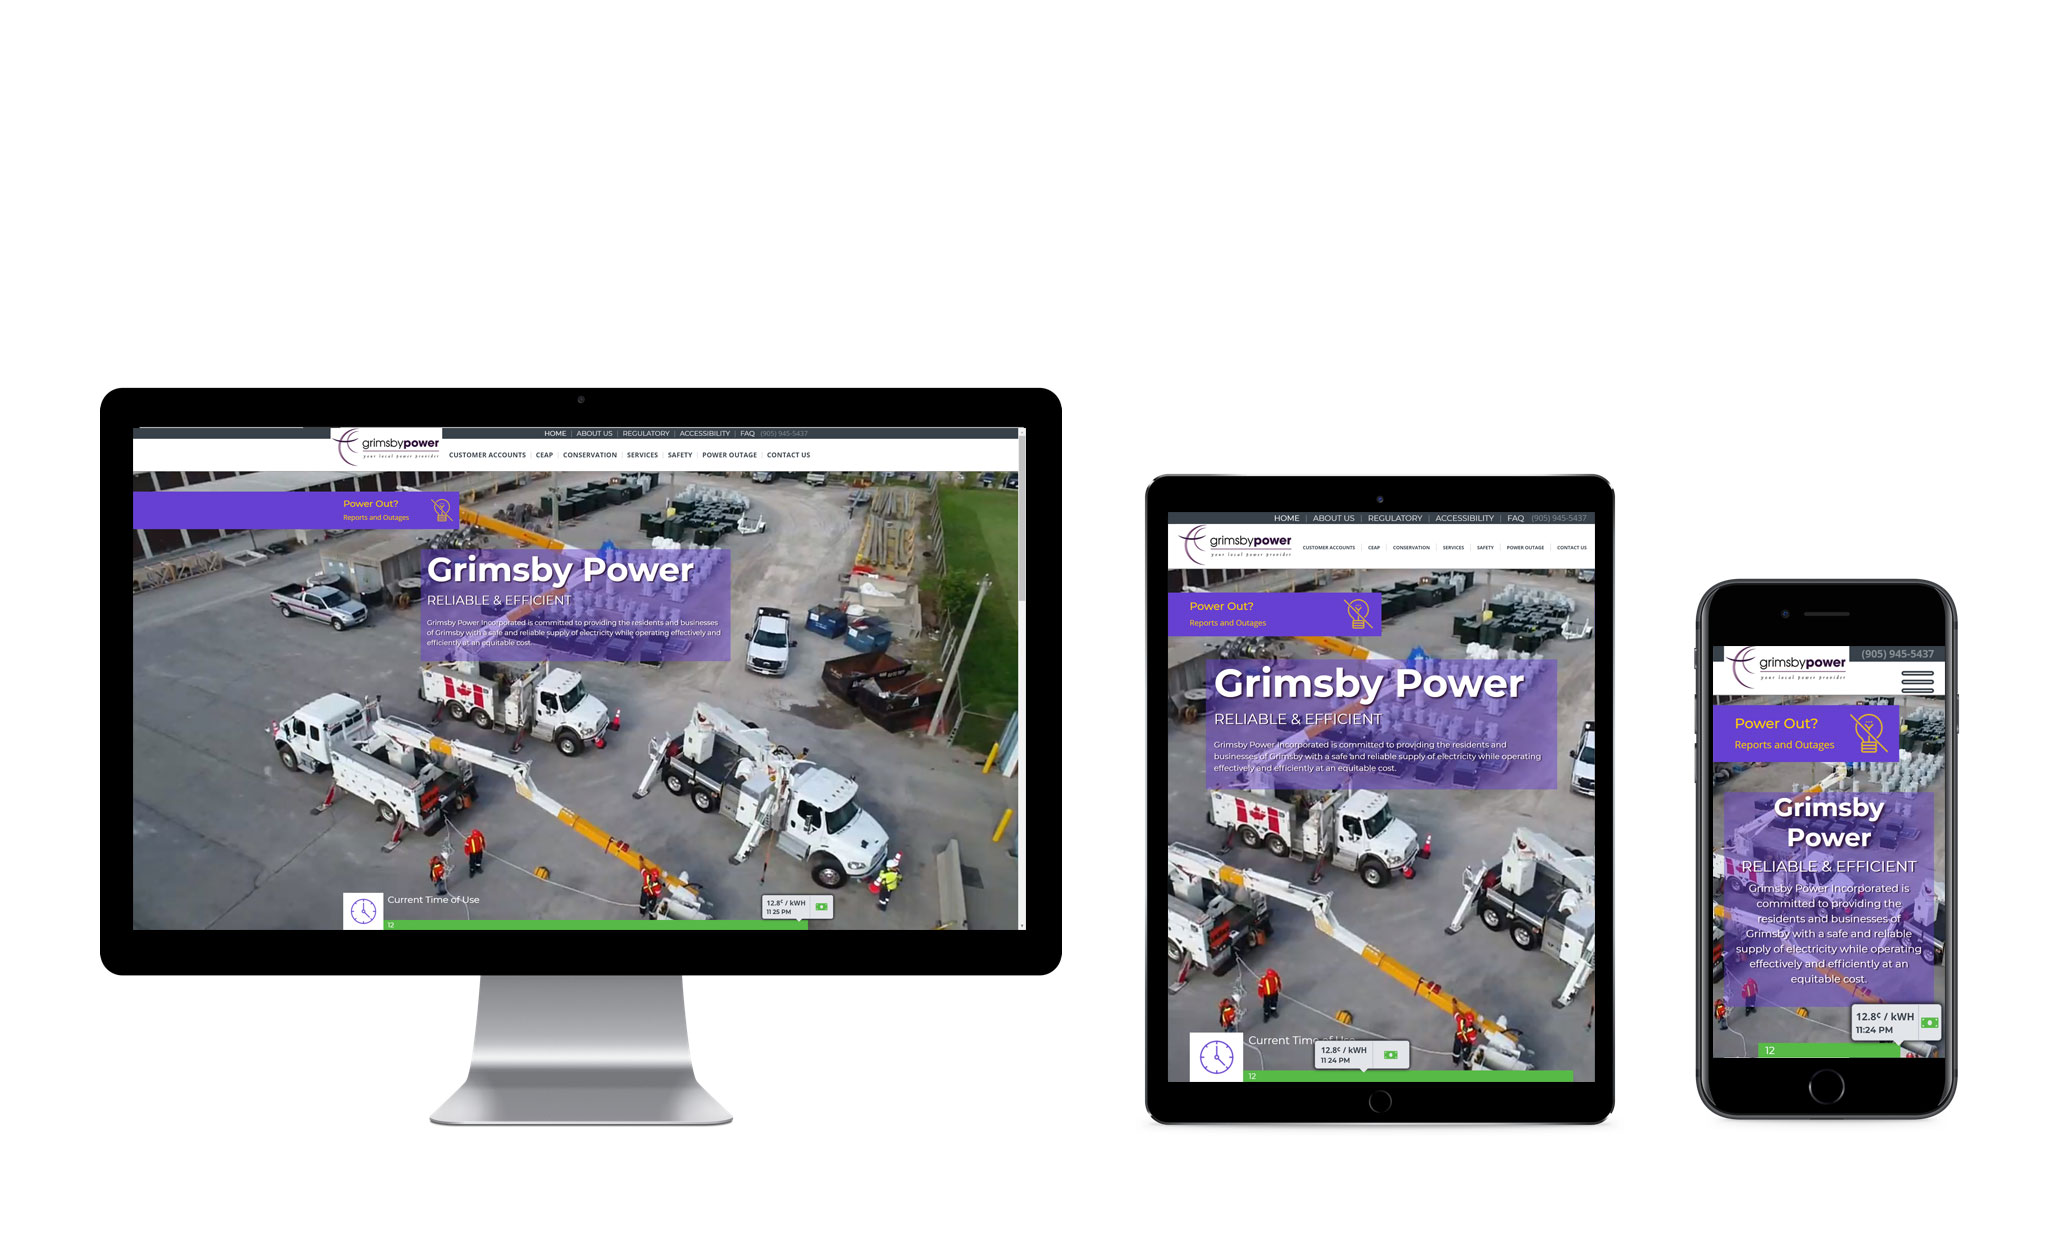 HOME | ABOUT US | REGULATORY | ACCESSIBILITY | FAQ (905) 945-5437
grimsbypower
your local power provider
CUSTOMER ACCOUNTS | CEAP | CONSERVATION | SERVICES | SAFETY | POWER OUTAGE | CONTACT US
Power Out?
Reports and Outages
Grimsby Power
RELIABLE & EFFICIENT
Grimsby Power Incorporated is committed to providing the residents and businesses
of Grimsby with a safe and reliable supply of electricity while operating effectively and
efficiently at an equitable cost.
Current Time of Use
12.8¢ / kWH
11:25 PM
12
HOME | ABOUT US | REGULATORY | ACCESSIBILITY | FAQ (905) 945-5437
grimsbypower
your local power provider
CUSTOMER ACCOUNTS | CEAP | CONSERVATION | SERVICES | SAFETY | POWER OUTAGE | CONTACT US
Power Out?
Reports and Outages
Grimsby Power
RELIABLE & EFFICIENT
Grimsby Power Incorporated is committed to providing the residents and
businesses of Grimsby with a safe and reliable supply of electricity while operating
effectively and efficiently at an equitable cost.
Current Time of Use
12.8¢ / kWH
11:24 PM
12
(905) 945-5437
grimsbypower
your local power provider
Power Out?
Reports and Outages
Grimsby
Power
RELIABLE & EFFICIENT
Grimsby Power Incorporated is
committed to providing the
residents and businesses of
Grimsby with a safe and reliable
supply of electricity while operating
effectively and efficiently at an
equitable cost.
12.8¢ / kWH
11:24 PM
12